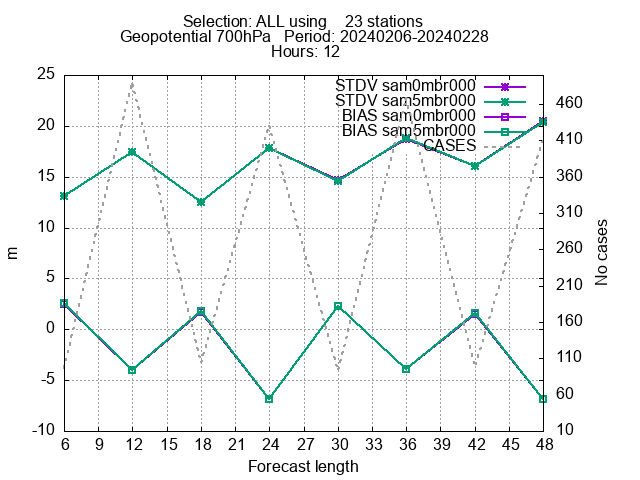 Selection: ALL using 23 stations
Geopotential 700hPa Period: 20240206-20240228
Hours: 12
STDV sam0mbr000
STDV sam5mbr000
BIAS sam0mbr000
BIAS sam5mbr000
CASES
25
20
15
10
5
0
-5
-10
m
460
410
360
310
260
210
160
110
60
10
No cases
6 9 12 15 18 21 24 27 30 33 36 39 42 45 48
Forecast length